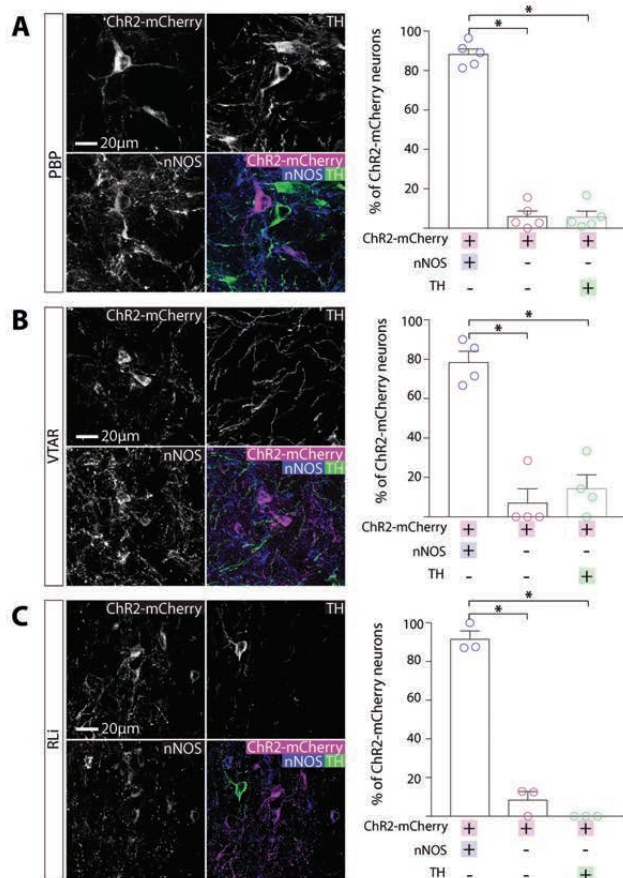 A
PBP
ChR2-mCherry
TH
20µm
nNOS
ChR2-mCherry
nNOS TH
% of ChR2-mCherry neurons
100
80
60
40
20
* *
ChR2-mCherry + + +
nNOS + - -
TH - - +
B
VTAR
ChR2-mCherry
TH
20µm
nNOS
ChR2-mCherry
nNOS TH
% of ChR2-mCherry neurons
100
80
60
40
20
* *
ChR2-mCherry + + +
nNOS + - -
TH - - +
C
RLi
ChR2-mCherry
TH
20µm
nNOS
ChR2-mCherry
nNOS TH
% of ChR2-mCherry neurons
100
80
60
40
20
* *
ChR2-mCherry + + +
nNOS + - -
TH - - +